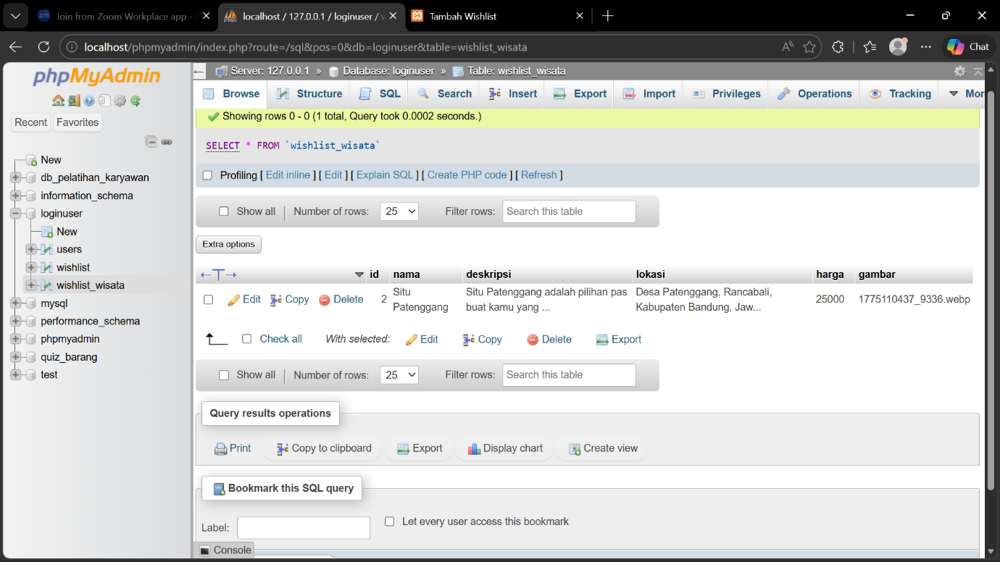 zm Join from Zoom Workplace app -
localhost / 127.0.0.1 / loginuser /
Tambah Wishlist
localhost/phpmyadmin/index.php?route=/sql&pos=0&db=loginuser&table=wishlist_wisata
Chat
phpMyAdmin
Recent Favorites
New
db_pelatihan_karyawan
information_schema
loginuser
New
users
wishlist
wishlist_wisata
mysql
performance_schema
phpmyadmin
quiz_barang
test
Server: 127.0.0.1 » Database: loginuser » Table: wishlist_wisata
Browse Structure SQL Search Insert Export Import Privileges Operations Tracking Mor
Showing rows 0 - 0 (1 total, Query took 0.0002 seconds.)
SELECT * FROM `wishlist_wisata`
Profiling [ Edit inline ] [ Edit ] [ Explain SQL ] [ Create PHP code ] [ Refresh ]
Show all | Number of rows: 25 Filter rows: Search this table
Extra options
←T→ id nama deskripsi lokasi harga gambar
Edit Copy Delete 2 Situ Patenggang Situ Patenggang adalah pilihan pas buat kamu yang ... Desa Patenggang, Rancabali, Kabupaten Bandung, Jaw... 25000 1775110437_9336.webp
Check all With selected: Edit Copy Delete Export
Show all | Number of rows: 25 Filter rows: Search this table
Query results operations
Print Copy to clipboard Export Display chart Create view
Bookmark this SQL query
Label: Let every user access this bookmark
Console